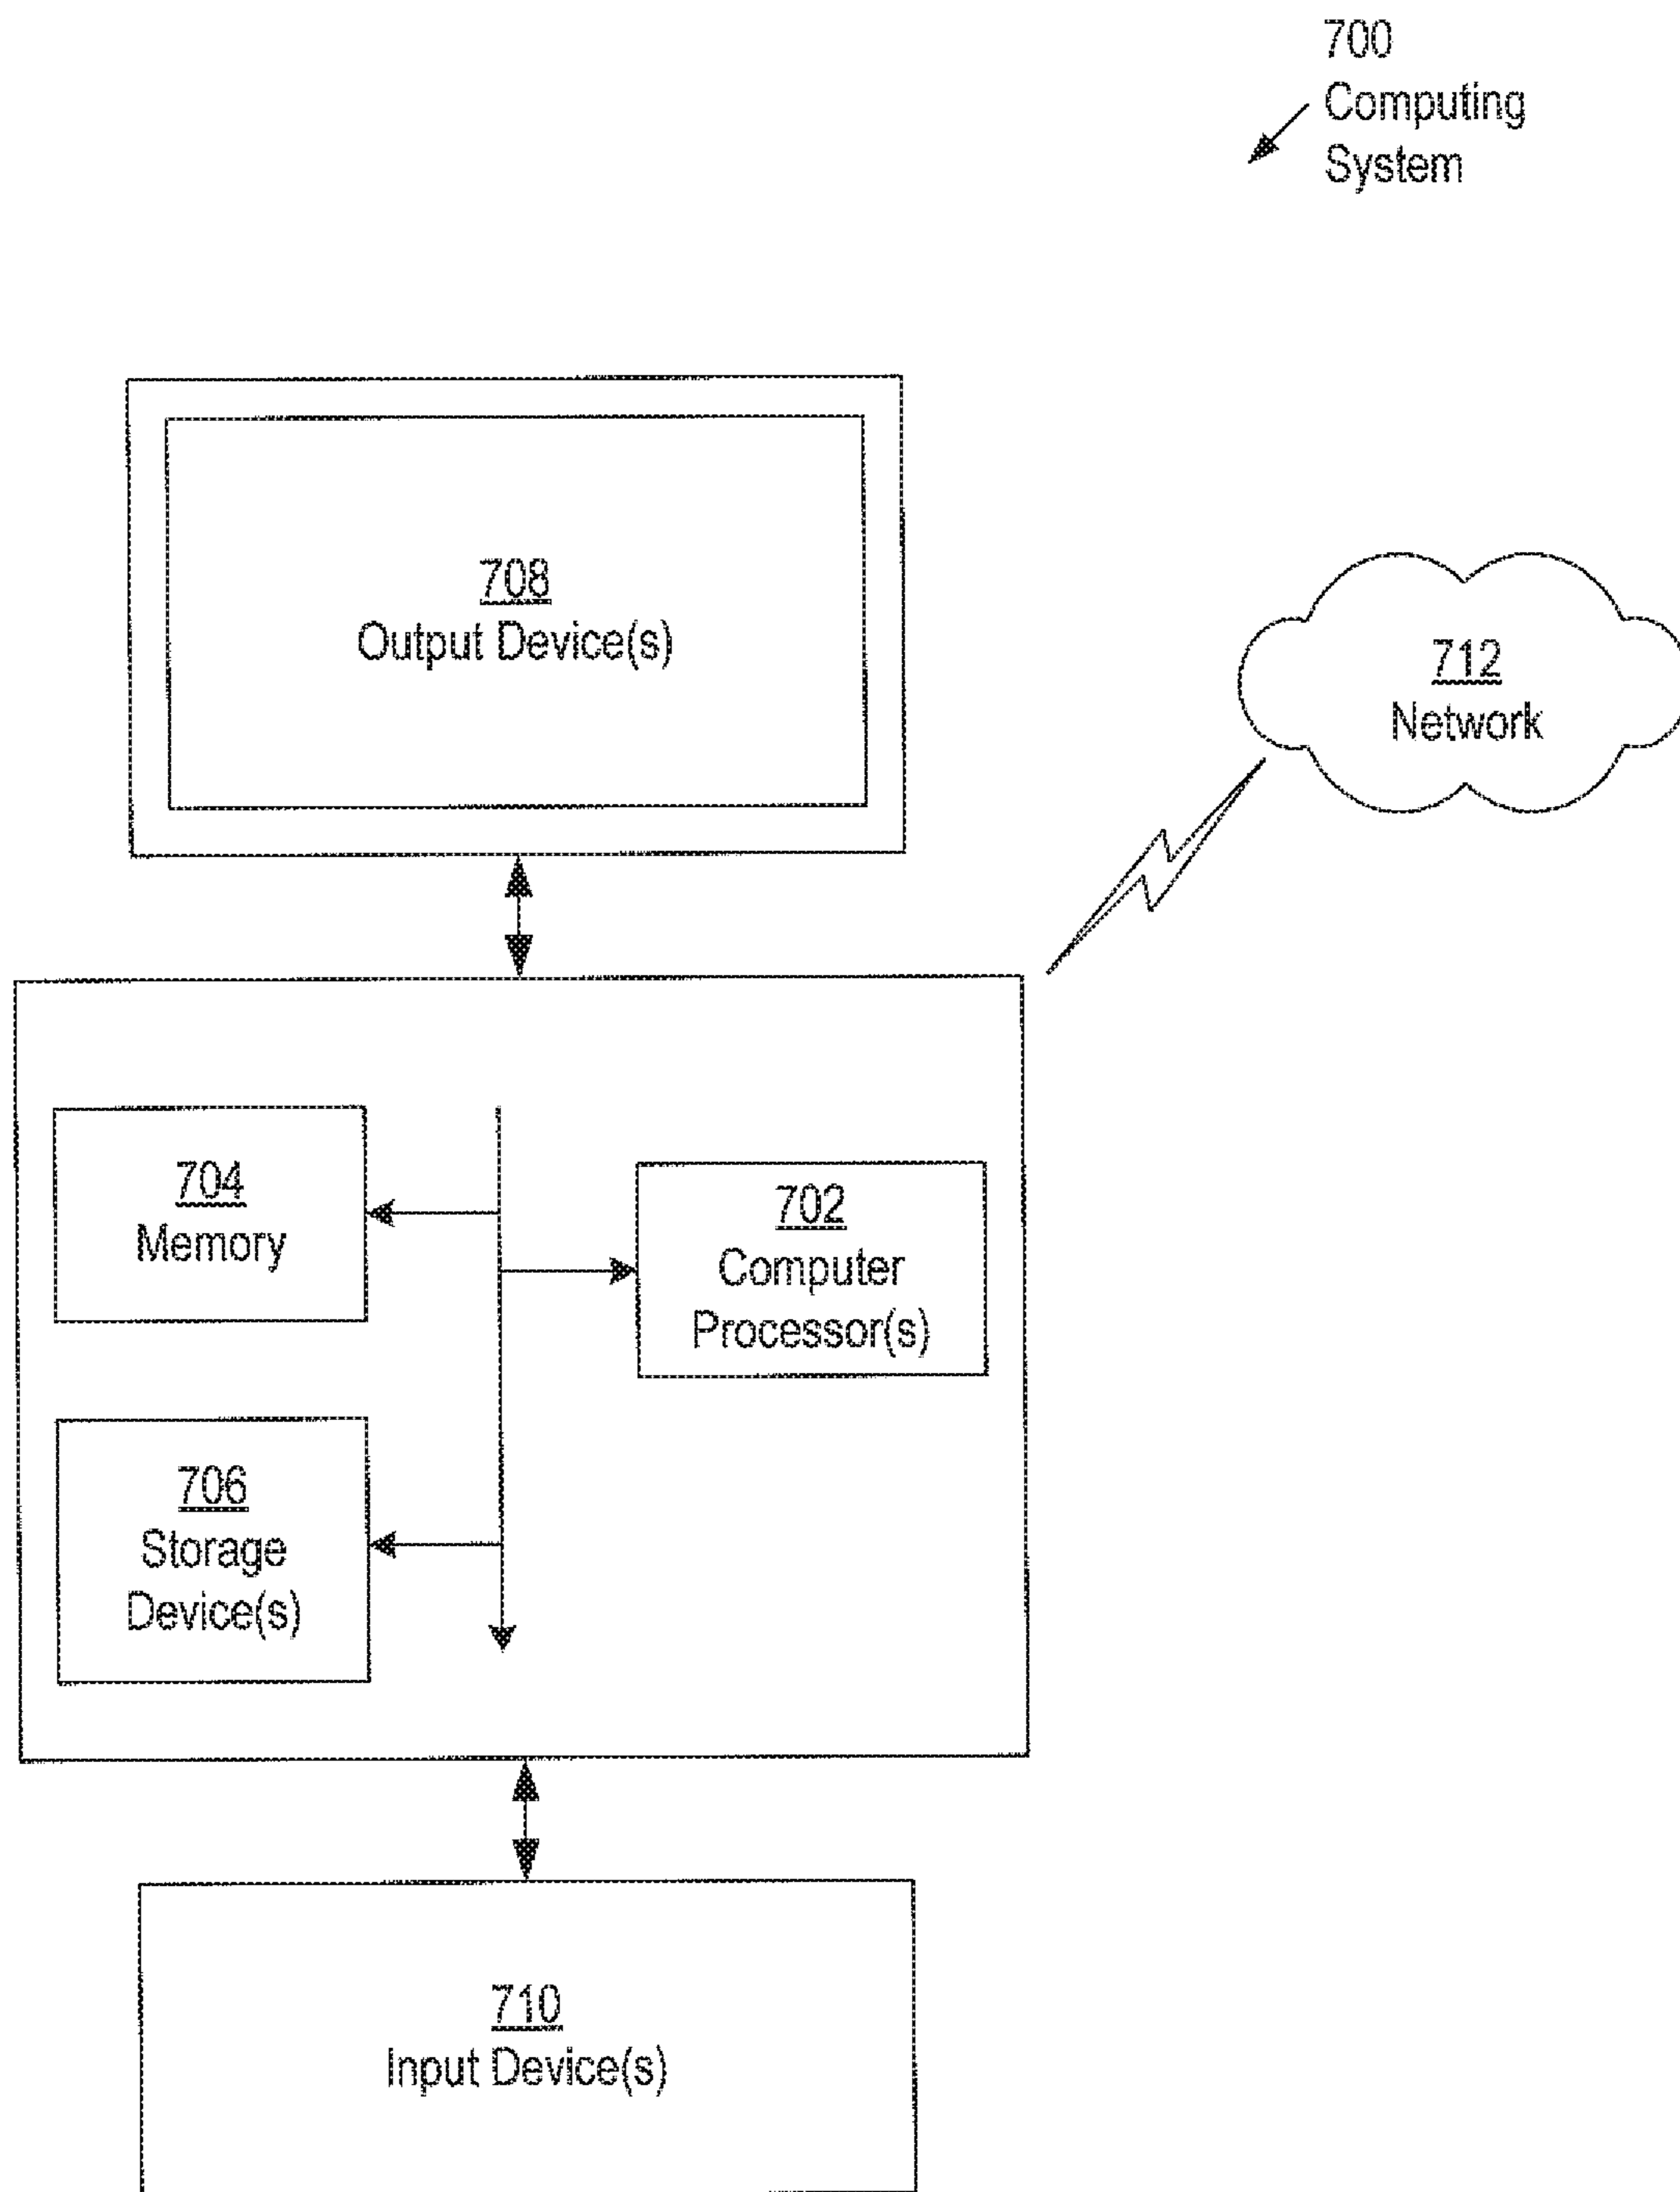 700
Computing
System
708
Output Device(s)
712
Network
704
Memory
702
Computer
Processor(s)
706
Storage
Device(s)
710
Input Device(s)